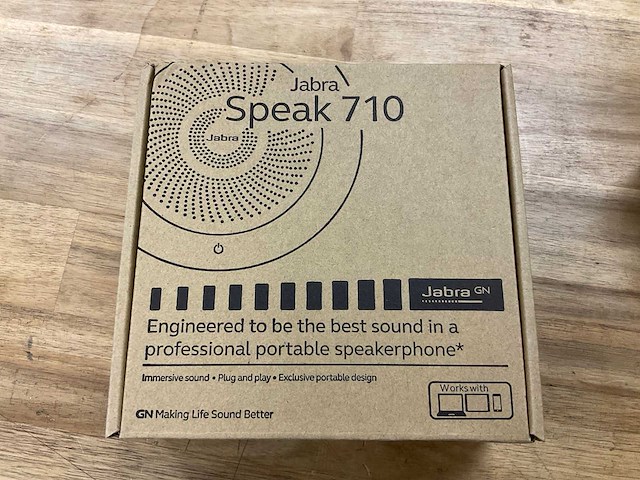 Jabra
Speak 710
Jabra
Jabra GN
Engineered to be the best sound in a
professional portable speakerphone*
Immersive sound • Plug and play • Exclusive portable design
Works with
GN Making Life Sound Better